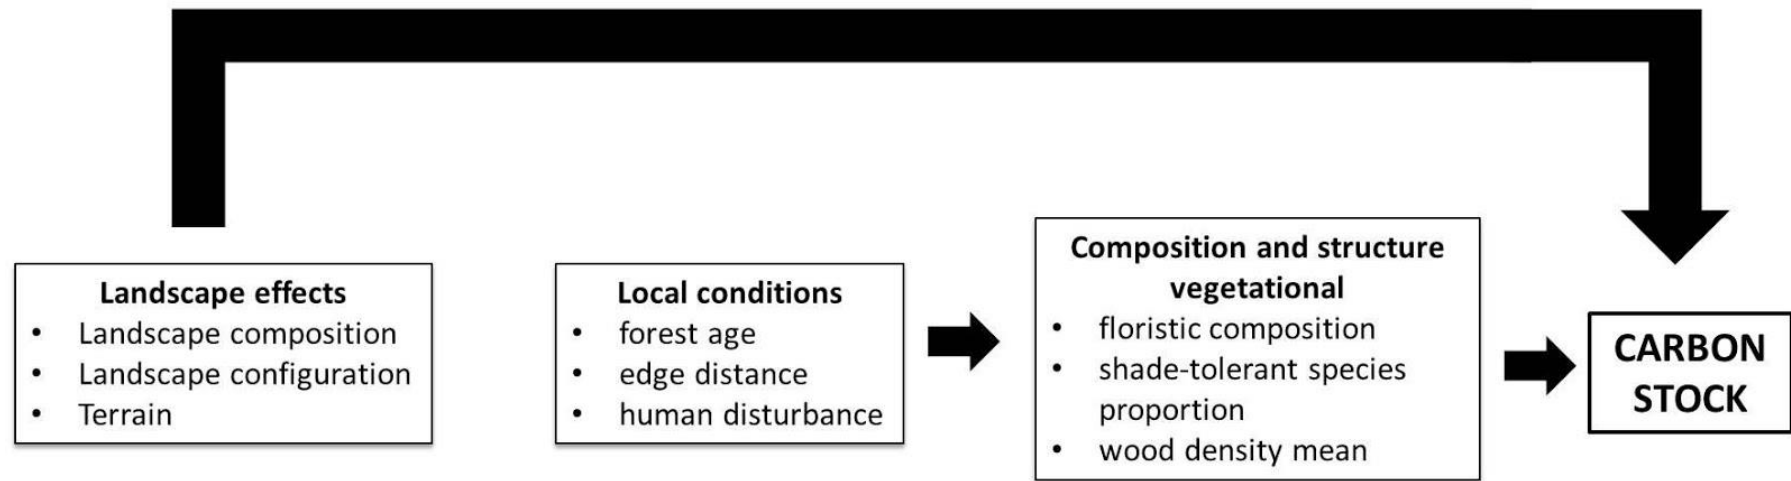 Landscape effects
• Landscape composition
• Landscape configuration
• Terrain
Local conditions
• forest age
• edge distance
• human disturbance
Composition and structure
vegetational
• floristic composition
• shade-tolerant species
proportion
• wood density mean
CARBON
STOCK